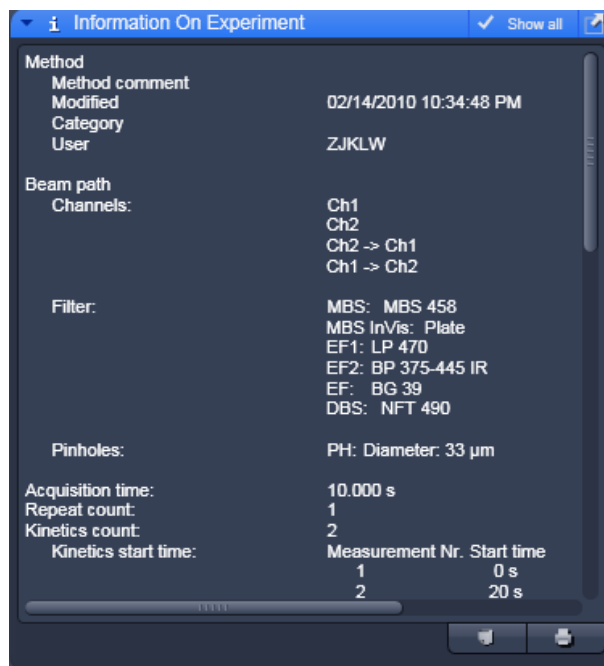 Information On Experiment Show all
Method
Method comment
Modified 02/14/2010 10:34:48 PM
Category
User ZJKLW
Beam path
Channels: Ch1
Ch2
Ch2 -> Ch1
Ch1 -> Ch2
Filter: MBS: MBS 458
MBS InVis: Plate
EF1: LP 470
EF2: BP 375-445 IR
EF: BG 39
DBS: NFT 490
Pinholes: PH: Diameter: 33 µm
Acquisition time: 10.000 s
Repeat count: 1
Kinetics count: 2
Kinetics start time: Measurement Nr. Start time
1 0 s
2 20 s